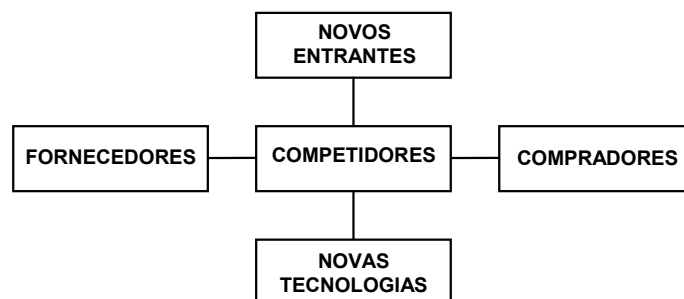 NOVOS
ENTRANTES
FORNECEDORES
COMPETIDORES
COMPRADORES
NOVAS
TECNOLOGIAS